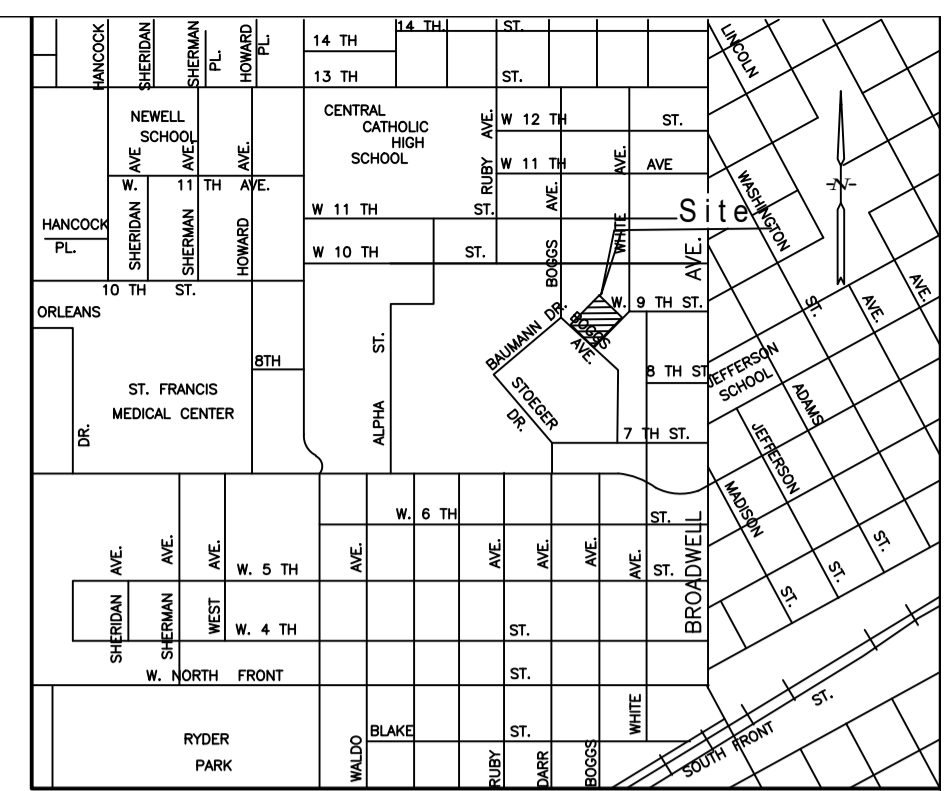 HANCOCK
SHERIDAN
SHERMAN
PL.
HOWARD
PL.
14 TH
14 TH.
ST.
13 TH
ST.
LINCOLN
NEWELL
SCHOOL
CENTRAL
CATHOLIC
HIGH
SCHOOL
RUBY
AVE.
W 12 TH
ST.
W 11 TH
AVE
AVE
AVE.
AVE.
W. 11 TH AVE.
HANCOCK
PL.
SHERIDAN
SHERMAN
HOWARD
W 11 TH
ST.
W 10 TH
ST.
BOGGS
AVE.
WHITE
AVE.
Site
WASHINGTON
ST.
-N-
AVE.
AVE.
10 TH ST.
ORLEANS
DR.
8TH
ST. FRANCIS
MEDICAL CENTER
ALPHA
ST.
BAUMANN DR.
BOGGS
AVE.
W. 9 TH ST.
8 TH ST
STOEGER
DR.
7 TH ST.
BROADWELL
AVE.
JEFFERSON
SCHOOL
ADAMS
ST.
JEFFERSON
ST.
MADISON
ST.
W. 6 TH
ST.
SHERIDAN
AVE.
SHERMAN
AVE.
WEST
AVE.
W. 5 TH
ST.
AVE.
AVE.
AVE.
AVE.
AVE.
W. 4 TH
ST.
W. NORTH FRONT
ST.
RYDER
PARK
WALDO
BLAKE
ST.
RUBY
DARR
BOGGS
WHITE
SOUTH FRONT
ST.